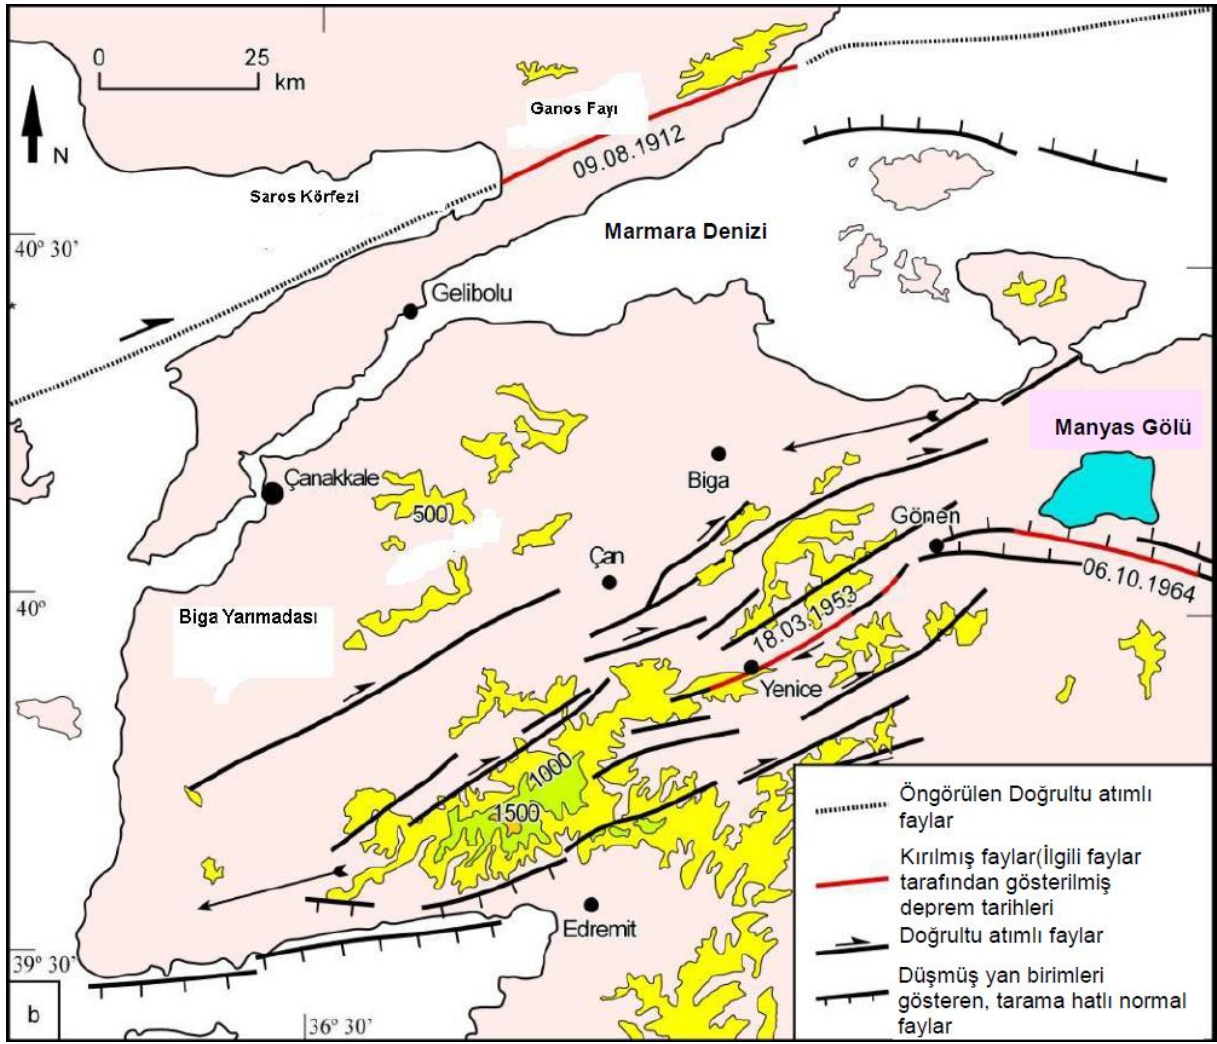 0
25
km
N
Ganos Fayı
09.08.1912
Saros Körfezi
Marmara Denizi
40° 30'
Gelibolu
Manyas Gölü
Biga
Çanakkale
500
Gönen
Çan
06.10.1964
40°
Biga Yarımadası
18.03.1953
Yenice
1000
1500
Edremit
39° 30'
36° 30'
b
Öngörülen Doğrultu atımlı
faylar
Kırılmış faylar(İlgili faylar
tarafından gösterilmiş
deprem tarihleri
Doğrultu atımlı faylar
Düşmüş yan birimleri
gösteren, tarama hatlı normal
faylar